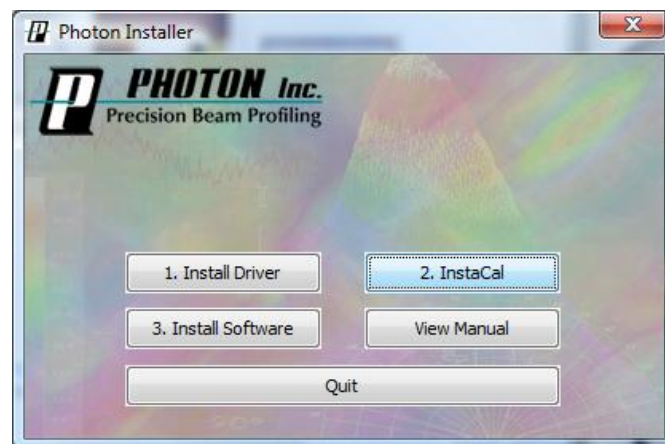 Photon Installer
PHOTON Inc.
Precision Beam Profiling
1. Install Driver
2. InstaCal
3. Install Software
View Manual
Quit